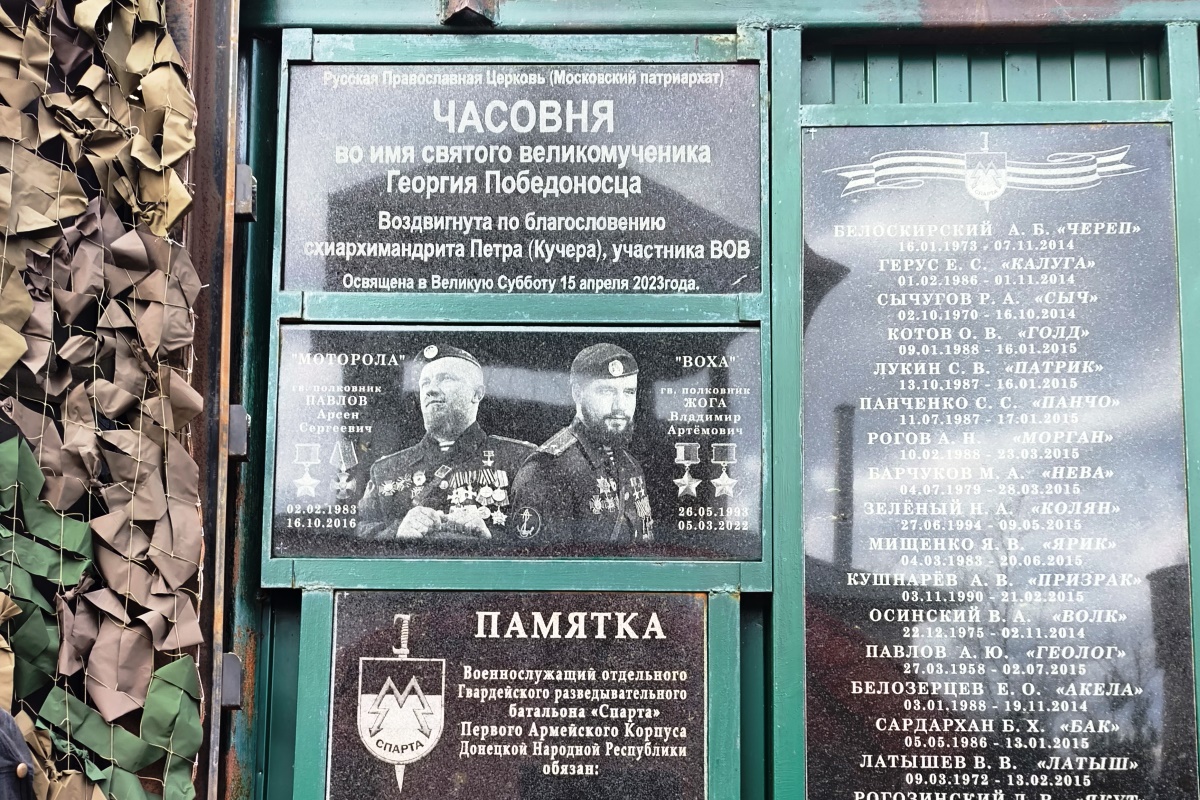 Русская Православная Церковь (Московский патриархат)
ЧАСОВНЯ
во имя святого великомученика
Георгия Победоносца
Воздвигнута по благословению
схиархимандрита Петра (Кучера), участника ВОВ
Освящена в Великую Субботу 15 апреля 2023года.
"МОТОРОЛА"
гв. полковник
ПАВЛОВ
Арсен
Сергеевич
02.02.1983
16.10.2016
"ВОХА"
гв. полковник
ЖОГА
Владимир
Артёмович
26.05.1993
05.03.2022
СПАРТА
ПАМЯТКА
Военнослужащий отдельного
Гвардейского разведывательного
батальона «Спарта»
Первого Армейского Корпуса
Донецкой Народной Республики
обязан:
БЕЛОСКИРСКИЙ А. Б. «ЧЕРЕП»
16.01.1973 - 07.11.2014
ГЕРУС Е. С. «КАЛУГА»
01.02.1986 - 01.11.2014
СЫЧУГОВ Р. А. «СЫЧ»
02.10.1970 - 16.10.2014
КОТОВ О. В. «ГОЛД»
09.01.1988 - 16.01.2015
ЛУКИН С. В. «ПАТРИК»
13.10.1987 - 16.01.2015
ПАНЧЕНКО С. С. «ПАНЧО»
11.07.1987 - 17.01.2015
РОГОВ А. Н. «МОРГАН»
10.02.1988 - 23.03.2015
БАРЧУКОВ М. А. «НЕВА»
04.07.1979 - 28.03.2015
ЗЕЛЁНЫЙ Н. А. «КОЛЯН»
27.06.1994 - 09.05.2015
МИЩЕНКО Я. В. «ЯРИК»
04.03.1983 - 20.06.2015
КУШНАРЁВ А. В. «ПРИЗРАК»
03.11.1990 - 21.02.2015
ОСИНСКИЙ В. А. «ВОЛК»
22.12.1975 - 02.11.2014
ПАВЛОВ А. Ю. «ГЕОЛОГ»
27.03.1958 - 02.07.2015
БЕЛОЗЕРЦЕВ Е. О. «АКЕЛА»
03.01.1988 - 19.11.2014
САРДАРХАН Б. Х. «БАК»
05.05.1986 - 13.01.2015
ЛАТЫШЕВ В. В. «ЛАТЫШ»
09.03.1972 - 13.02.2015
РОГОЗИНСКИЙ Д. В. «ЯКУТ»